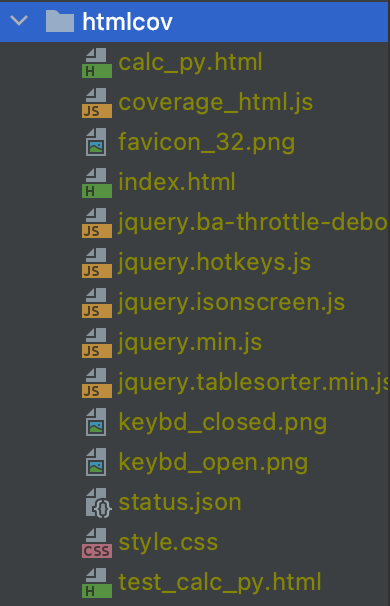 htmlcov
calc_py.html
H
coverage_html.js
JS
favicon_32.png
index.html
H
jquery.ba-throttle-debo
JS
jquery.hotkeys.js
JS
jquery.isonscreen.js
JS
jquery.min.js
JS
jquery.tablesorter.min.js
JS
keybd_closed.png
keybd_open.png
status.json
{}
style.css
CSS
test_calc_py.html
H